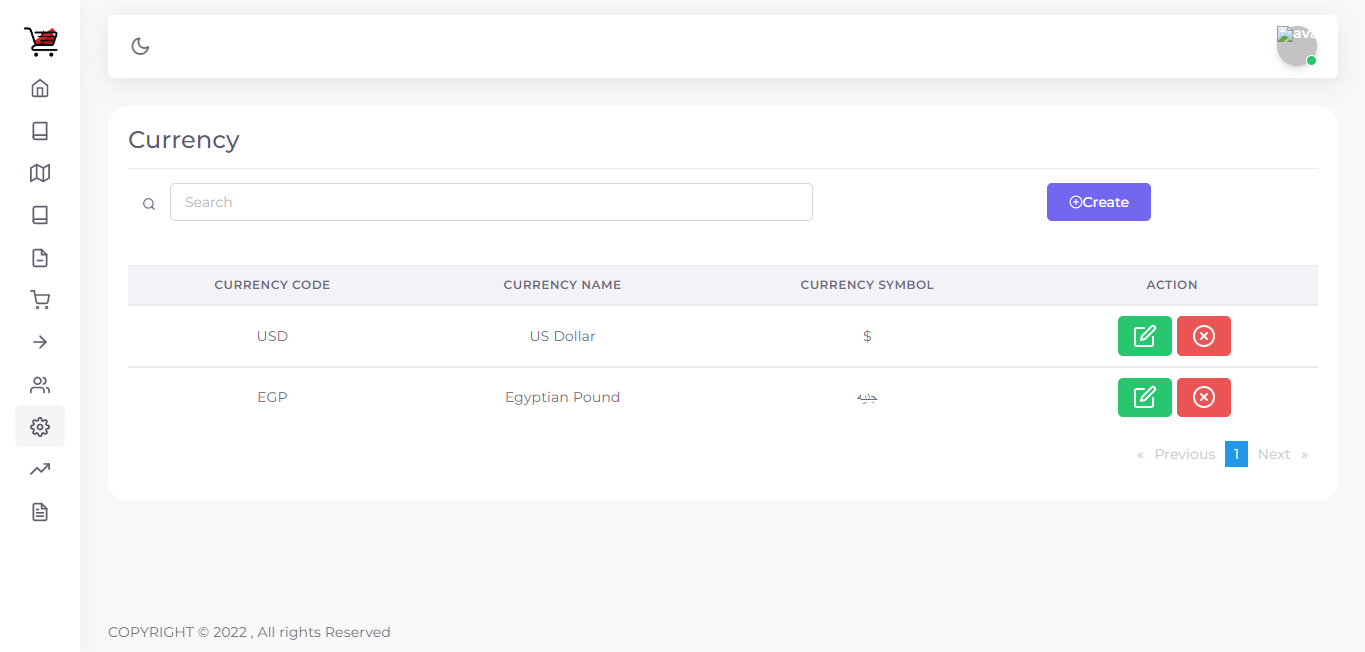 ava
Currency
Search
Create
CURRENCY CODE CURRENCY NAME CURRENCY SYMBOL ACTION
USD US Dollar $
EGP Egyptian Pound جنيه
« Previous 1 Next »
COPYRIGHT © 2022 , All rights Reserved